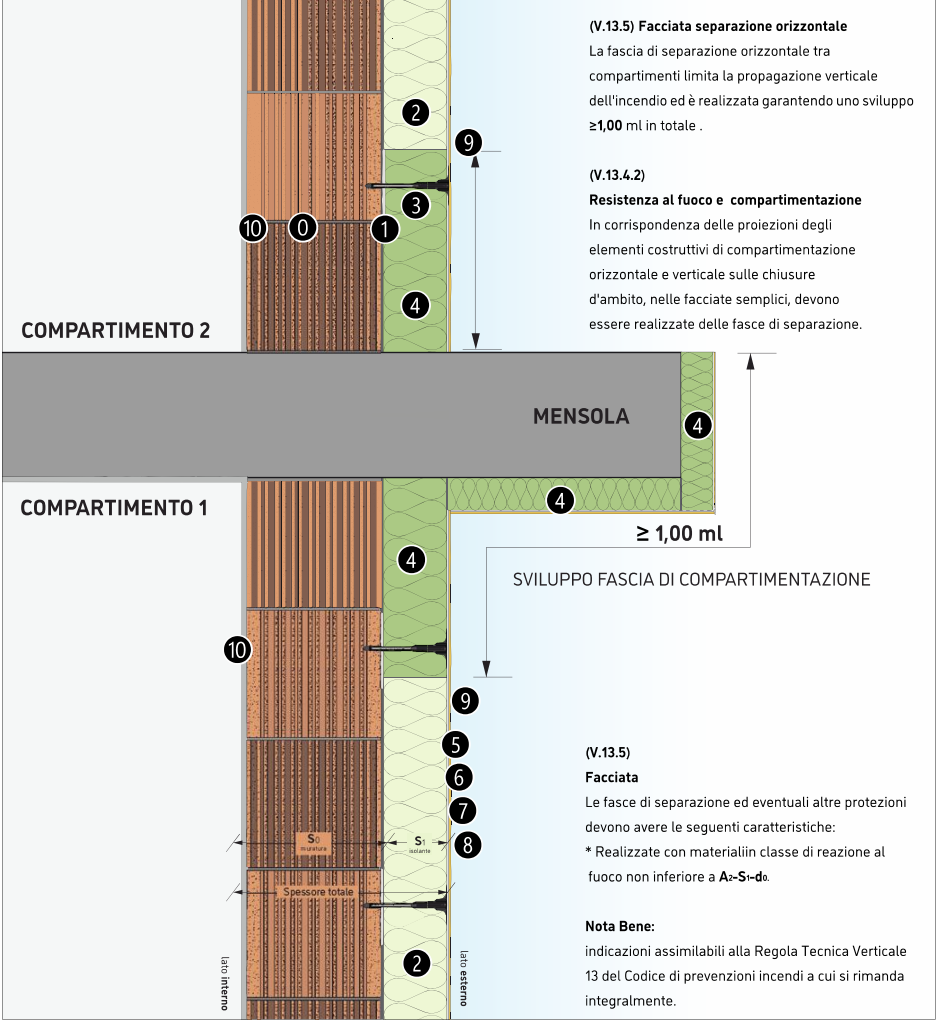 (V.13.5) Facciata separazione orizzontale
La fascia di separazione orizzontale tra
compartimenti limita la propagazione verticale
dell'incendio ed è realizzata garantendo uno sviluppo
≥1,00 ml in totale .
(V.13.4.2)
Resistenza al fuoco e compartimentazione
In corrispondenza delle proiezioni degli
elementi costruttivi di compartimentazione
orizzontale e verticale sulle chiusure
d'ambito, nelle facciate semplici, devono
essere realizzate delle fasce di separazione.
2
9
3
10 0 1
4
COMPARTIMENTO 2
MENSOLA
4
COMPARTIMENTO 1
4
≥ 1,00 ml
4
SVILUPPO FASCIA DI COMPARTIMENTAZIONE
10
9
5
6
7
8
S0
muratura
S1
isolante
Spessore totale
2
lato interno
lato esterno
(V.13.5)
Facciata
Le fasce di separazione ed eventuali altre protezioni
devono avere le seguenti caratteristiche:
* Realizzate con materialiin classe di reazione al
fuoco non inferiore a A2-S1-d0.
Nota Bene:
indicazioni assimilabili alla Regola Tecnica Verticale
13 del Codice di prevenzioni incendi a cui si rimanda
integralmente.